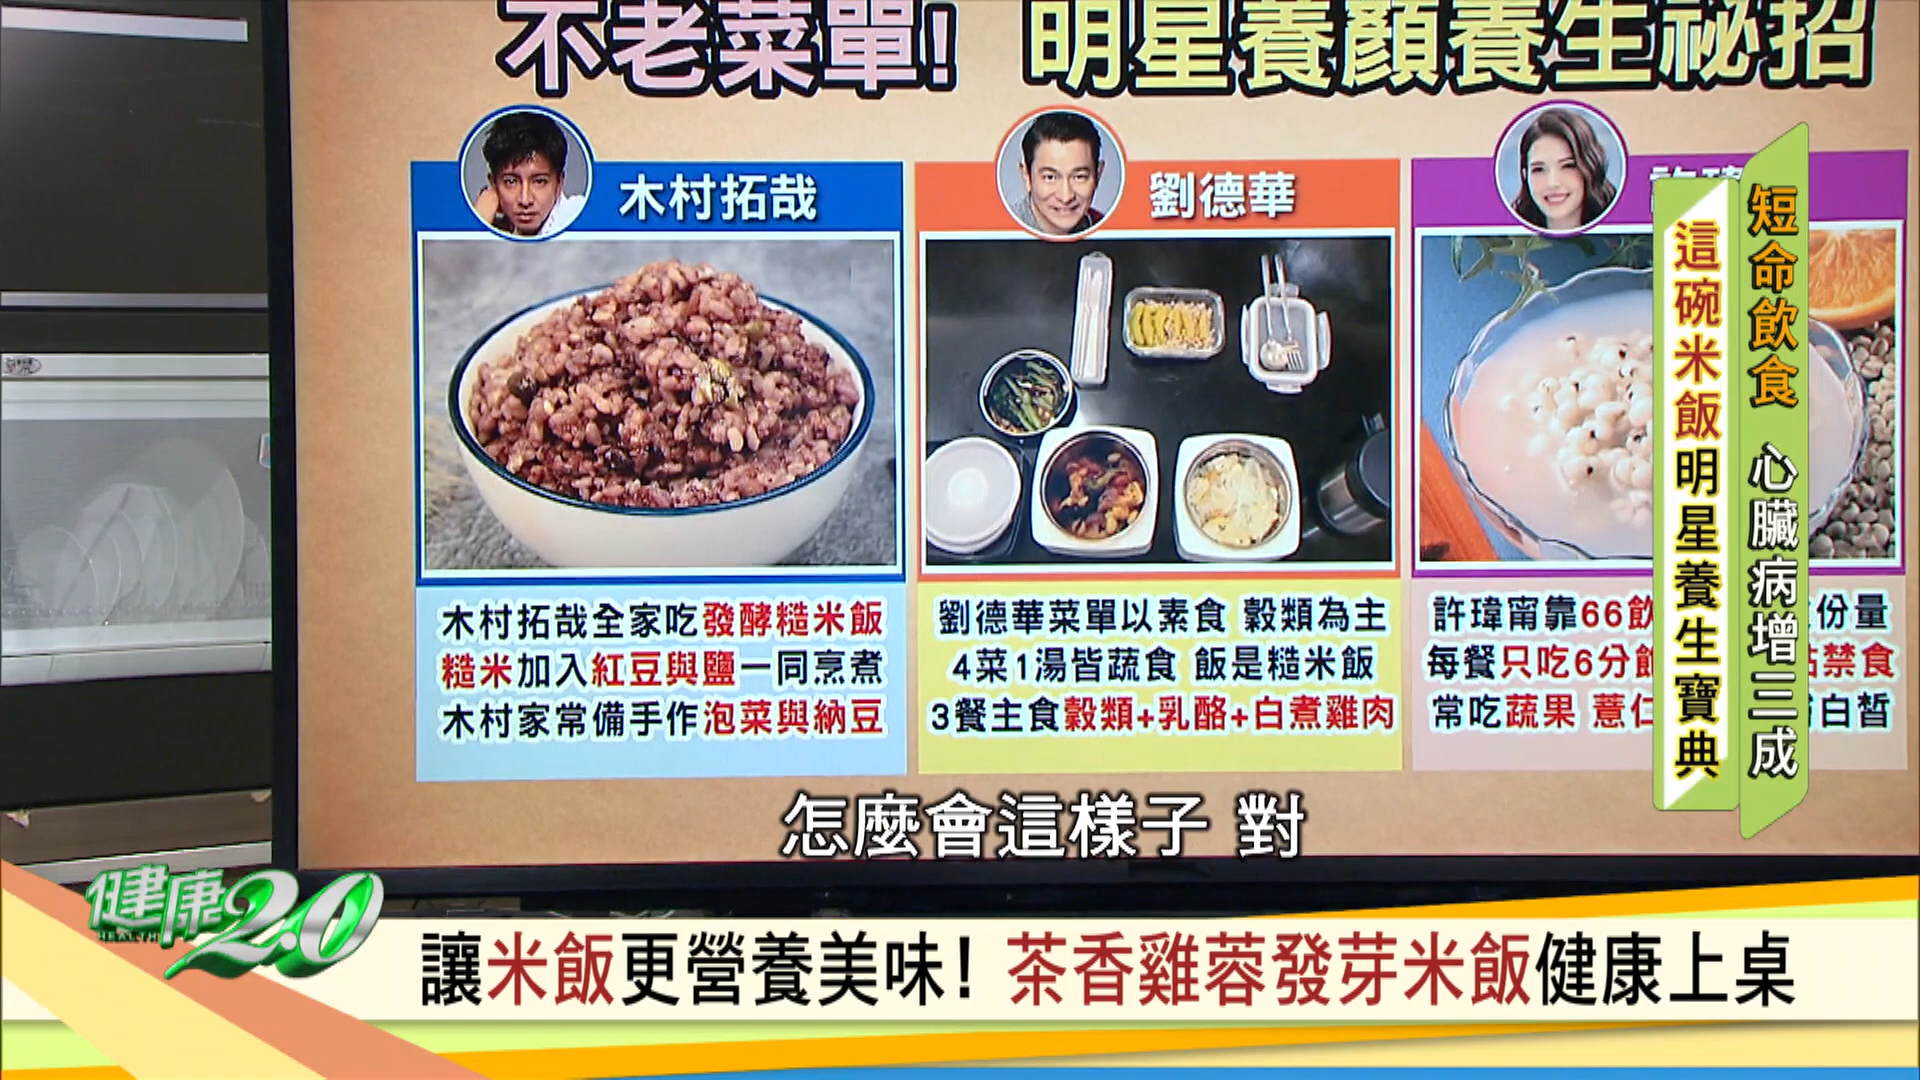 不老菜單! 明星養顏養生祕招
木村拓哉
木村拓哉全家吃發酵糙米飯
糙米加入紅豆與鹽一同烹煮
木村家常備手作泡菜與納豆
劉德華
劉德華菜單以素食 穀類為主
4菜1湯皆蔬食 飯是糙米飯
3餐主食穀類+乳酪+白煮雞肉
許瑋甯靠66飲
份量
每餐只吃6分飽
禁食
常吃蔬果 薏仁
白皙
短命飲食 心臟病增三成
這碗米飯明星養生寶典
怎麼會這樣子 對
健康2.0
HEALTH
讓米飯更營養美味! 茶香雞蓉發芽米飯健康上桌